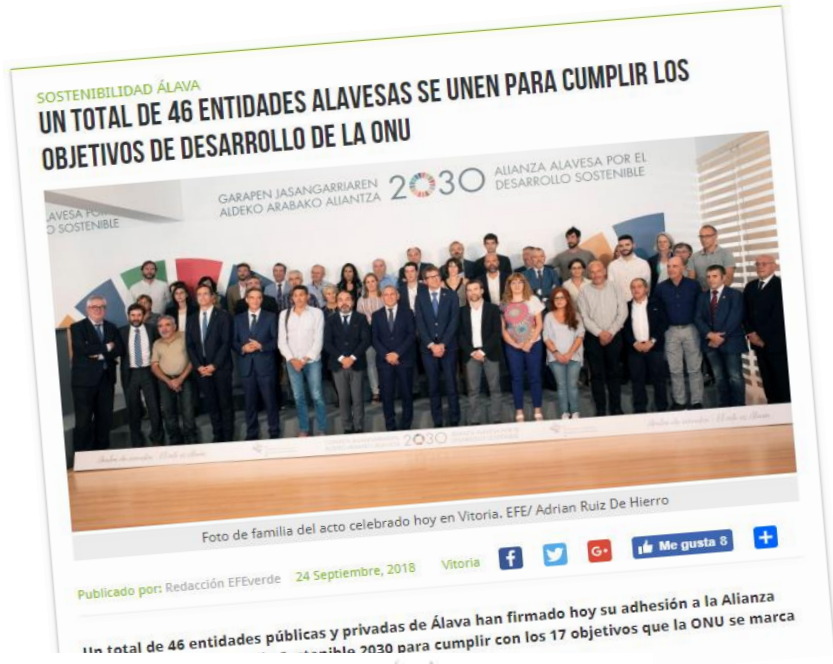 SOSTENIBILIDAD ÁLAVA
UN TOTAL DE 46 ENTIDADES ALAVESAS SE UNEN PARA CUMPLIR LOS
OBJETIVOS DE DESARROLLO DE LA ONU
GARAPEN JASANGARRIAREN
ALDEKO ARABAKO ALIANTZA
2030
ALIANZA ALAVESA POR EL
DESARROLLO SOSTENIBLE
SOSTENIBLE
2030
Foto de familia del acto celebrado hoy en Vitoria. EFE/ Adrian Ruiz De Hierro
Publicado por: Redacción EFEverde 24 Septiembre, 2018 Vitoria
f G+ Me gusta 8 +
Un total de 46 entidades públicas y privadas de Álava han firmado hoy su adhesión a la Alianza
2030 para cumplir con los 17 objetivos que la ONU se marca